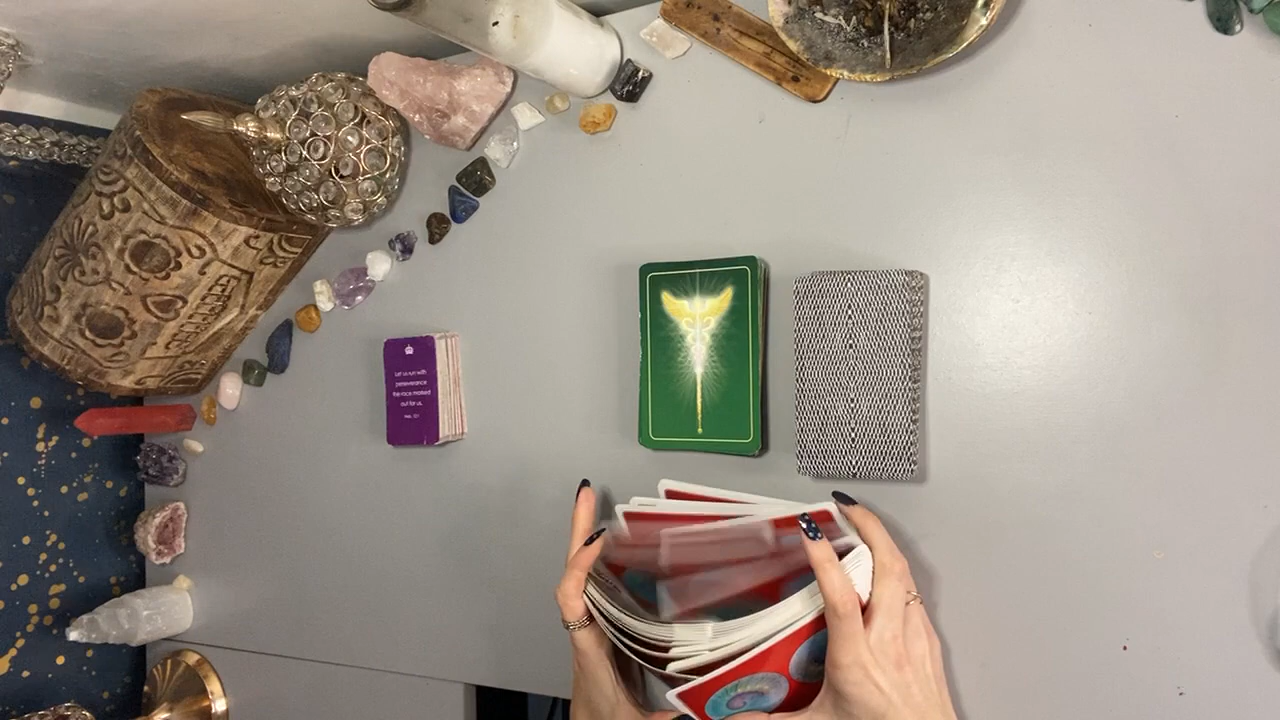 Let us run with
perseverance
the race marked
out for us.